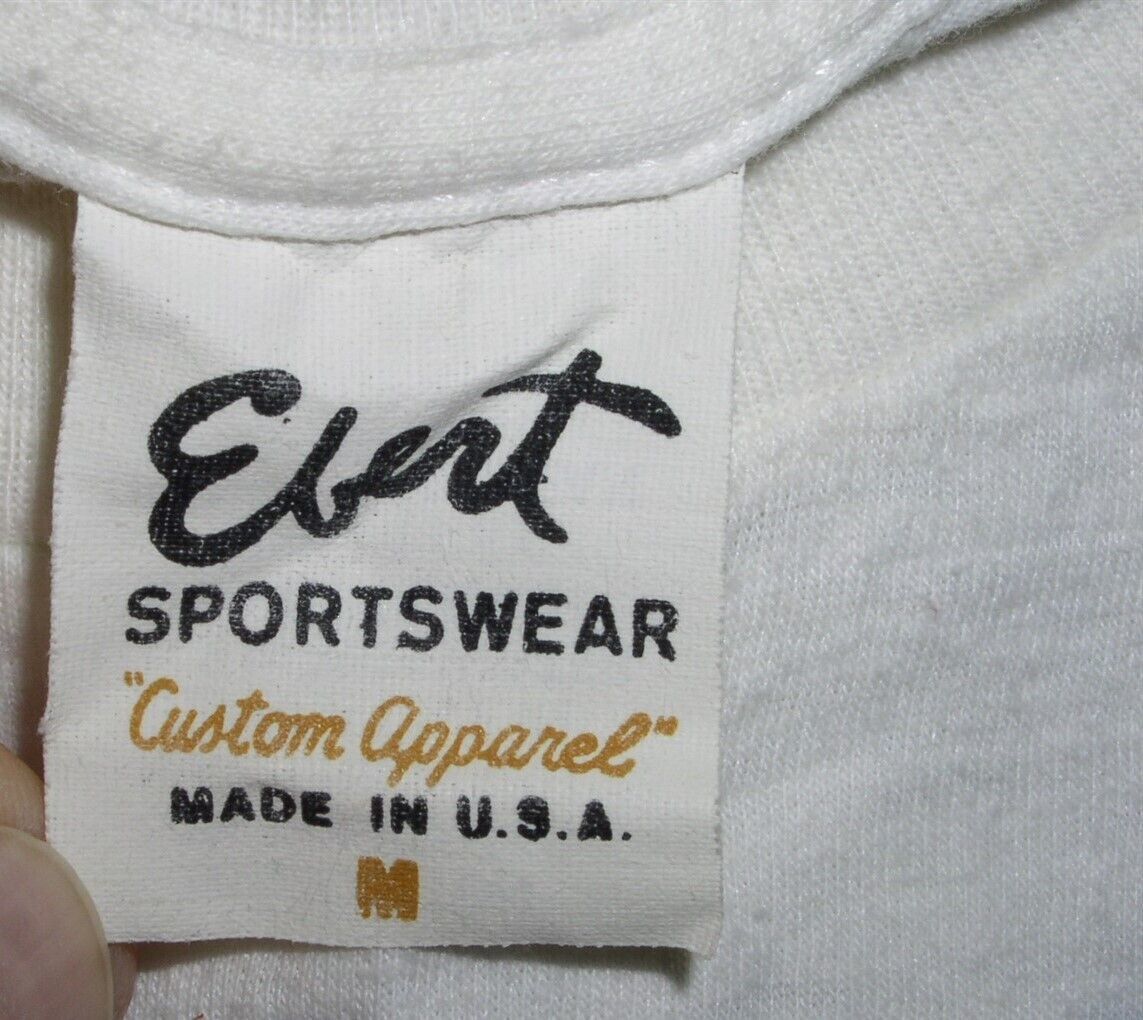 Ebert
SPORTSWEAR
"Custom Apparel"
MADE IN U.S.A.
M